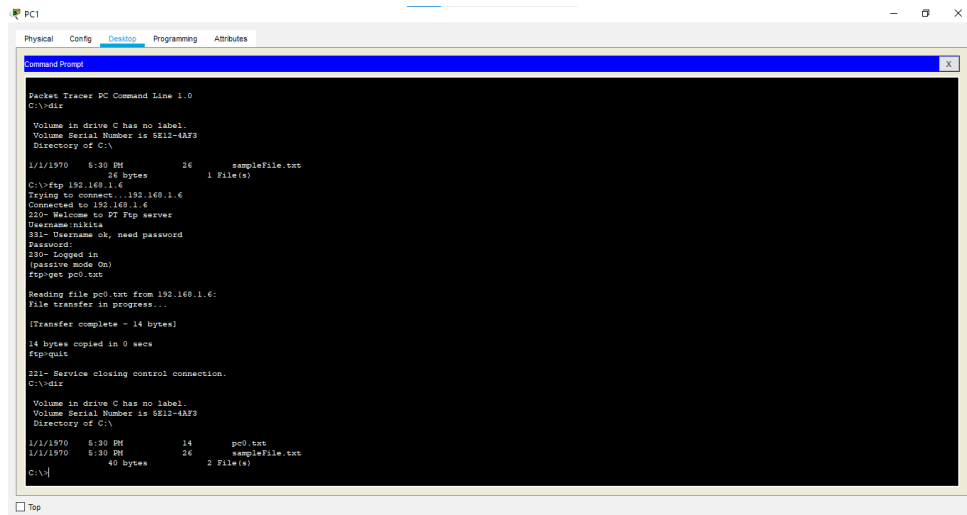 PC1
Physical Config Desktop Programming Attributes
Command Prompt
X
Packet Tracer PC Command Line 1.0
C:\>dir
Volume in drive C has no label.
Volume Serial Number is 5E12-4AF3
Directory of C:\
1/1/1970 5:30 PM 26 sampleFile.txt
26 bytes 1 File(s)
C:\>ftp 192.168.1.6
Trying to connect...192.168.1.6
Connected to 192.168.1.6
220- Welcome to PT Ftp server
Username:nikita
331- Username ok, need password
Password:
230- Logged in
(passive mode On)
ftp>get pc0.txt
Reading file pc0.txt from 192.168.1.6:
File transfer in progress...
[Transfer complete - 14 bytes]
14 bytes copied in 0 secs
ftp>quit
221- Service closing control connection.
C:\>dir
Volume in drive C has no label.
Volume Serial Number is 5E12-4AF3
Directory of C:\
1/1/1970 5:30 PM 14 pc0.txt
1/1/1970 5:30 PM 26 sampleFile.txt
40 bytes 2 File(s)
C:\>
Top